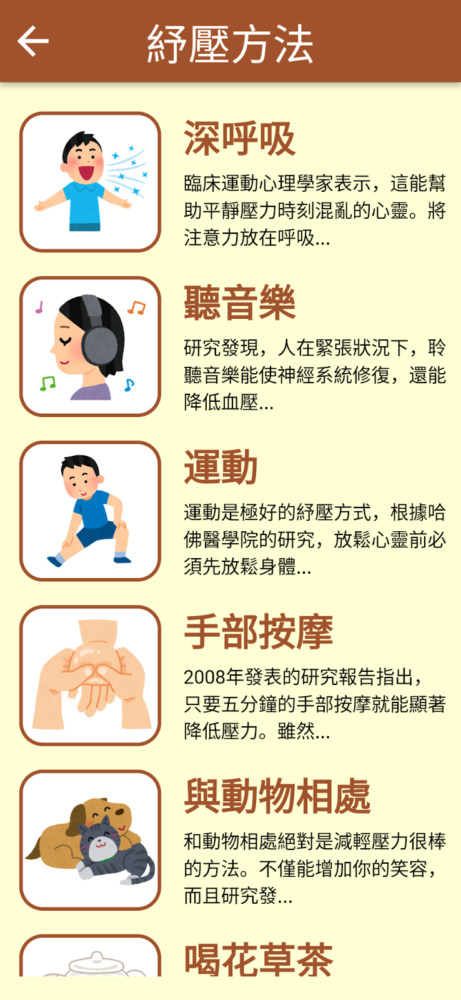 紓壓方法
深呼吸
臨床運動心理學家表示，這能幫
助平靜壓力時刻混亂的心靈。將
注意力放在呼吸...
聽音樂
研究發現，人在緊張狀況下，聆
聽音樂能使神經系統修復，還能
降低血壓...
運動
運動是極好的紓壓方式，根據哈
佛醫學院的研究，放鬆心靈前必
須先放鬆身體...
手部按摩
2008年發表的研究報告指出，
只要五分鐘的手部按摩就能顯著
降低壓力。雖然...
與動物相處
和動物相處絕對是減輕壓力很棒
的方法。不僅能增加你的笑容，
而且研究發...
喝花草茶